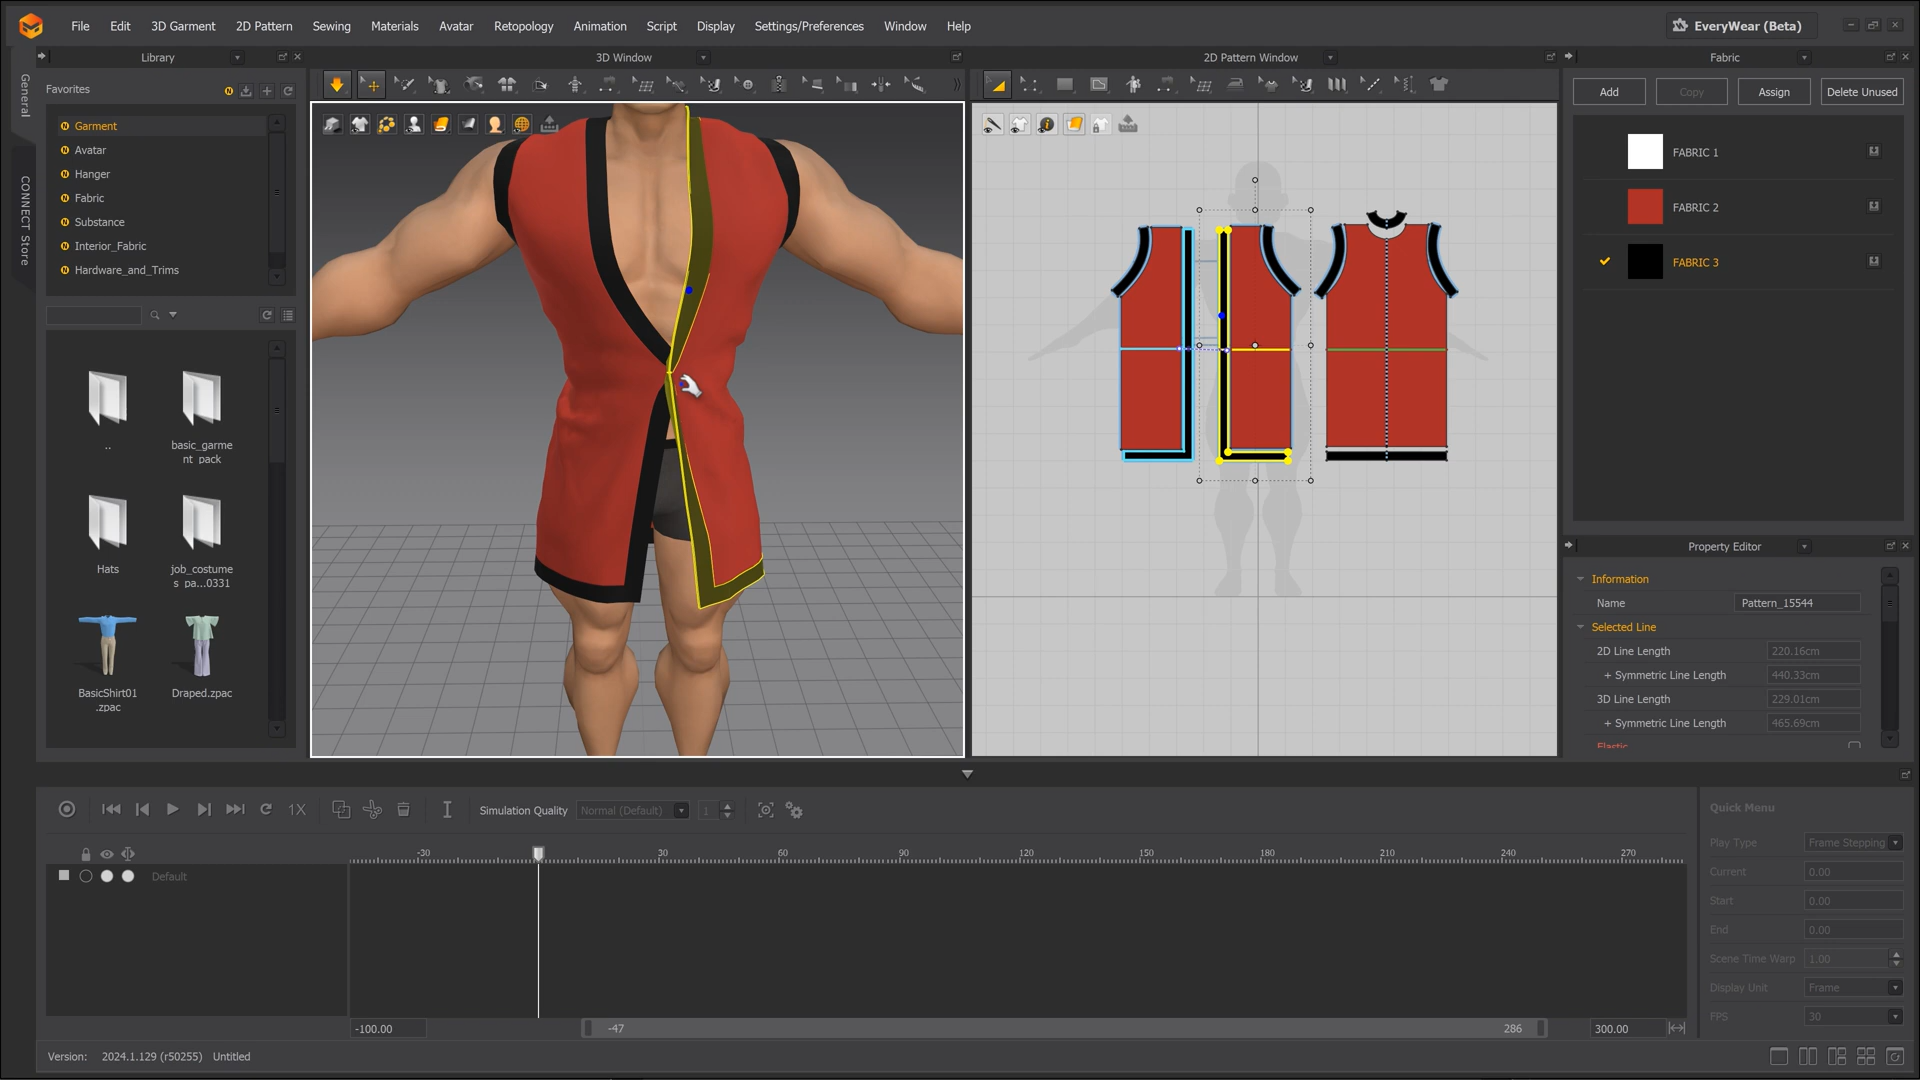 File Edit 3D Garment 2D Pattern Sewing Materials Avatar Retopology Animation Script Display Settings/Preferences Window Help EveryWear (Beta)
Library 3D Window 2D Pattern Window Fabric
General
CONNECT Store
Favorites
Garment
Avatar
Hanger
Fabric
Substance
Interior_Fabric
Hardware_and_Trims
..
basic_garme
nt_pack
Hats
job_costume
s_pa...0331
BasicShirt01
.zpac
Draped.zpac
Add Copy Assign Delete Unused
FABRIC 1
FABRIC 2
FABRIC 3
Property Editor
Information
Name Pattern_15544
Selected Line
2D Line Length 220.16cm
+ Symmetric Line Length 440.33cm
3D Line Length 229.01cm
+ Symmetric Line Length 465.69cm
Elastic
1X Simulation Quality Normal (Default) 1
-30 30 60 90 120 150 180 210 240 270
Default
-100.00 -47 286 300.00
Quick Menu
Play Type Frame Stepping
Current 0.00
Start 0.00
End 0.00
Scene Time Warp 1.00
Display Unit Frame
FPS 30
Version: 2024.1.129 (r50255) Untitled